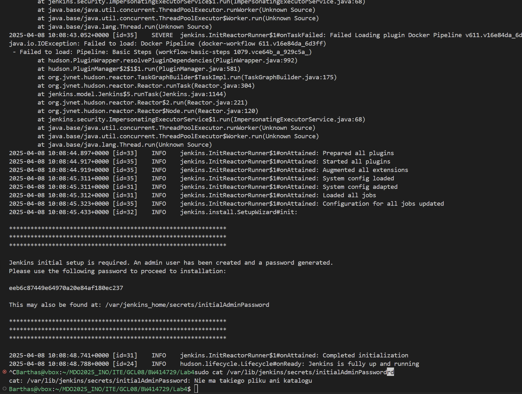 at jenkins.security.ImpersonatingExecutorService$1.run(ImpersonatingExecutorService.java:68)
at java.base/java.util.concurrent.ThreadPoolExecutor.runWorker(Unknown Source)
at java.base/java.util.concurrent.ThreadPoolExecutor$Worker.run(Unknown Source)
at java.base/java.lang.Thread.run(Unknown Source)
2025-04-08 10:08:43.052+0000 [id=35] SEVERE jenkins.InitReactorRunner$1#onTaskFailed: Failed Loading plugin Docker Pipeline v611.v16e84da_6d
java.io.IOException: Failed to load: Docker Pipeline (docker-workflow 611.v16e84da_6d3ff)
- Failed to load: Pipeline: Basic Steps (workflow-basic-steps 1079.vce64b_a_929c5a_)
at hudson.PluginWrapper.resolvePluginDependencies(PluginWrapper.java:992)
at hudson.PluginManager$2$1$1.run(PluginManager.java:581)
at org.jvnet.hudson.reactor.TaskGraphBuilder$TaskImpl.run(TaskGraphBuilder.java:175)
at org.jvnet.hudson.reactor.Reactor.runTask(Reactor.java:304)
at jenkins.model.Jenkins$5.runTask(Jenkins.java:1144)
at org.jvnet.hudson.reactor.Reactor$2.run(Reactor.java:221)
at org.jvnet.hudson.reactor.Reactor$Node.run(Reactor.java:120)
at jenkins.security.ImpersonatingExecutorService$1.run(ImpersonatingExecutorService.java:68)
at java.base/java.util.concurrent.ThreadPoolExecutor.runWorker(Unknown Source)
at java.base/java.util.concurrent.ThreadPoolExecutor$Worker.run(Unknown Source)
at java.base/java.lang.Thread.run(Unknown Source)
2025-04-08 10:08:44.897+0000 [id=33] INFO jenkins.InitReactorRunner$1#onAttained: Prepared all plugins
2025-04-08 10:08:44.917+0000 [id=35] INFO jenkins.InitReactorRunner$1#onAttained: Started all plugins
2025-04-08 10:08:44.919+0000 [id=35] INFO jenkins.InitReactorRunner$1#onAttained: Augmented all extensions
2025-04-08 10:08:45.311+0000 [id=35] INFO jenkins.InitReactorRunner$1#onAttained: System config loaded
2025-04-08 10:08:45.311+0000 [id=35] INFO jenkins.InitReactorRunner$1#onAttained: System config adapted
2025-04-08 10:08:45.312+0000 [id=31] INFO jenkins.InitReactorRunner$1#onAttained: Loaded all jobs
2025-04-08 10:08:45.323+0000 [id=35] INFO jenkins.InitReactorRunner$1#onAttained: Configuration for all jobs updated
2025-04-08 10:08:45.433+0000 [id=32] INFO jenkins.install.SetupWizard#init:
*************************************************************
*************************************************************
*************************************************************
Jenkins initial setup is required. An admin user has been created and a password generated.
Please use the following password to proceed to installation:
eeb6c87449e64970a20e84af180ec237
This may also be found at: /var/jenkins_home/secrets/initialAdminPassword
*************************************************************
*************************************************************
*************************************************************
2025-04-08 10:08:48.741+0000 [id=31] INFO jenkins.InitReactorRunner$1#onAttained: Completed initialization
2025-04-08 10:08:48.788+0000 [id=24] INFO hudson.lifecycle.Lifecycle#onReady: Jenkins is fully up and running
^CBarthas@vbox:~/MDO2025_INO/ITE/GCL08/BW414729/Lab4$sudo cat /var/lib/jenkins/secrets/initialAdminPassword
cat: /var/lib/jenkins/secrets/initialAdminPassword: Nie ma takiego pliku ani katalogu
Barthas@vbox:~/MDO2025_INO/ITE/GCL08/BW414729/Lab4$